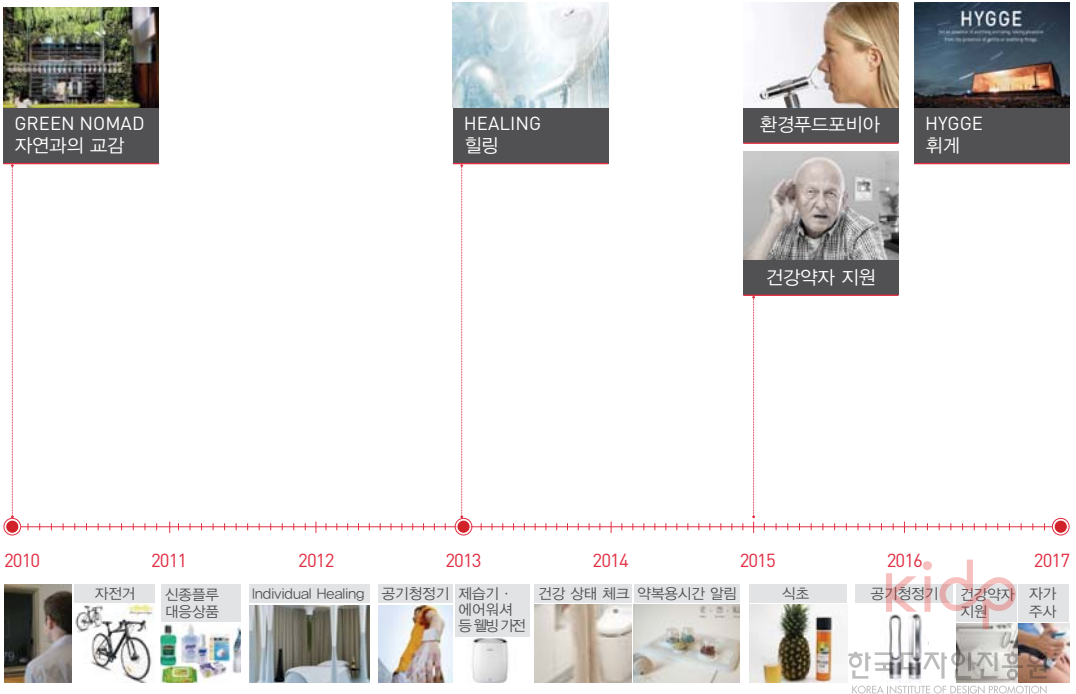 GREEN NOMAD
자연과의 교감
HEALING
힐링
환경푸드포비아
HYGGE
HYGGE
휘게
건강약자 지원
2010
2011
2012
2013
2014
2015
2016
2017
자전거
신종플루
대응상품
Individual Healing
공기청정기
제습기 ·
에어워셔
등 웰빙 가전
건강 상태 체크
약복용시간 알림
식초
공기청정기
건강약자
지원
자가
주사
kidp
한국디자인진흥원
KOREA INSTITUTE OF DESIGN PROMOTION